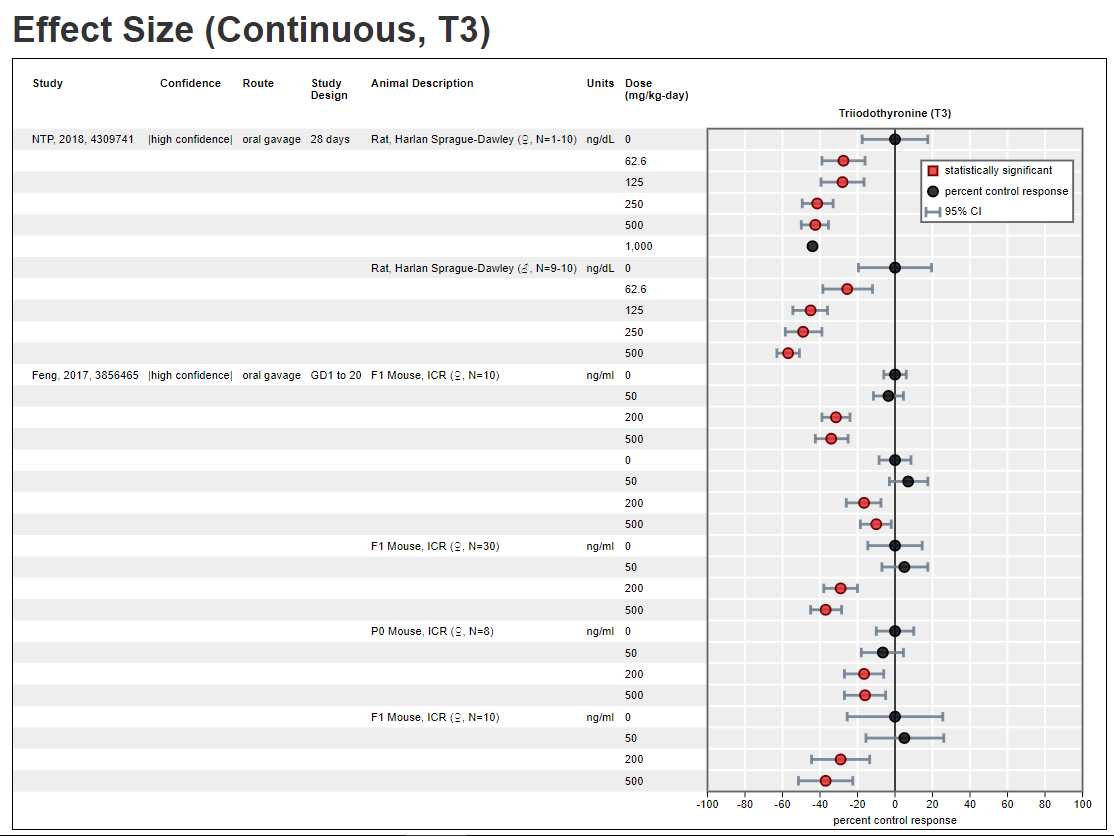 Effect Size (Continuous, T3)
Study Confidence Route Study Design Animal Description Units Dose (mg/kg-day)
Triiodothyronine (T3)
NTP, 2018, 4309741 |high confidence| oral gavage 28 days Rat, Harlan Sprague-Dawley (♀, N=1-10) ng/dL 0
62.6
statistically significant
125
percent control response
250
95% CI
500
1,000
Rat, Harlan Sprague-Dawley (♂, N=9-10) ng/dL 0
62.6
125
250
500
Feng, 2017, 3856465 |high confidence| oral gavage GD1 to 20 F1 Mouse, ICR (♀, N=10) ng/ml 0
50
200
500
0
50
200
500
F1 Mouse, ICR (♀, N=30) ng/ml 0
50
200
500
P0 Mouse, ICR (♀, N=8) ng/ml 0
50
200
500
F1 Mouse, ICR (♀, N=10) ng/ml 0
50
200
500
-100 -80 -60 -40 -20 0 20 40 60 80 100
percent control response